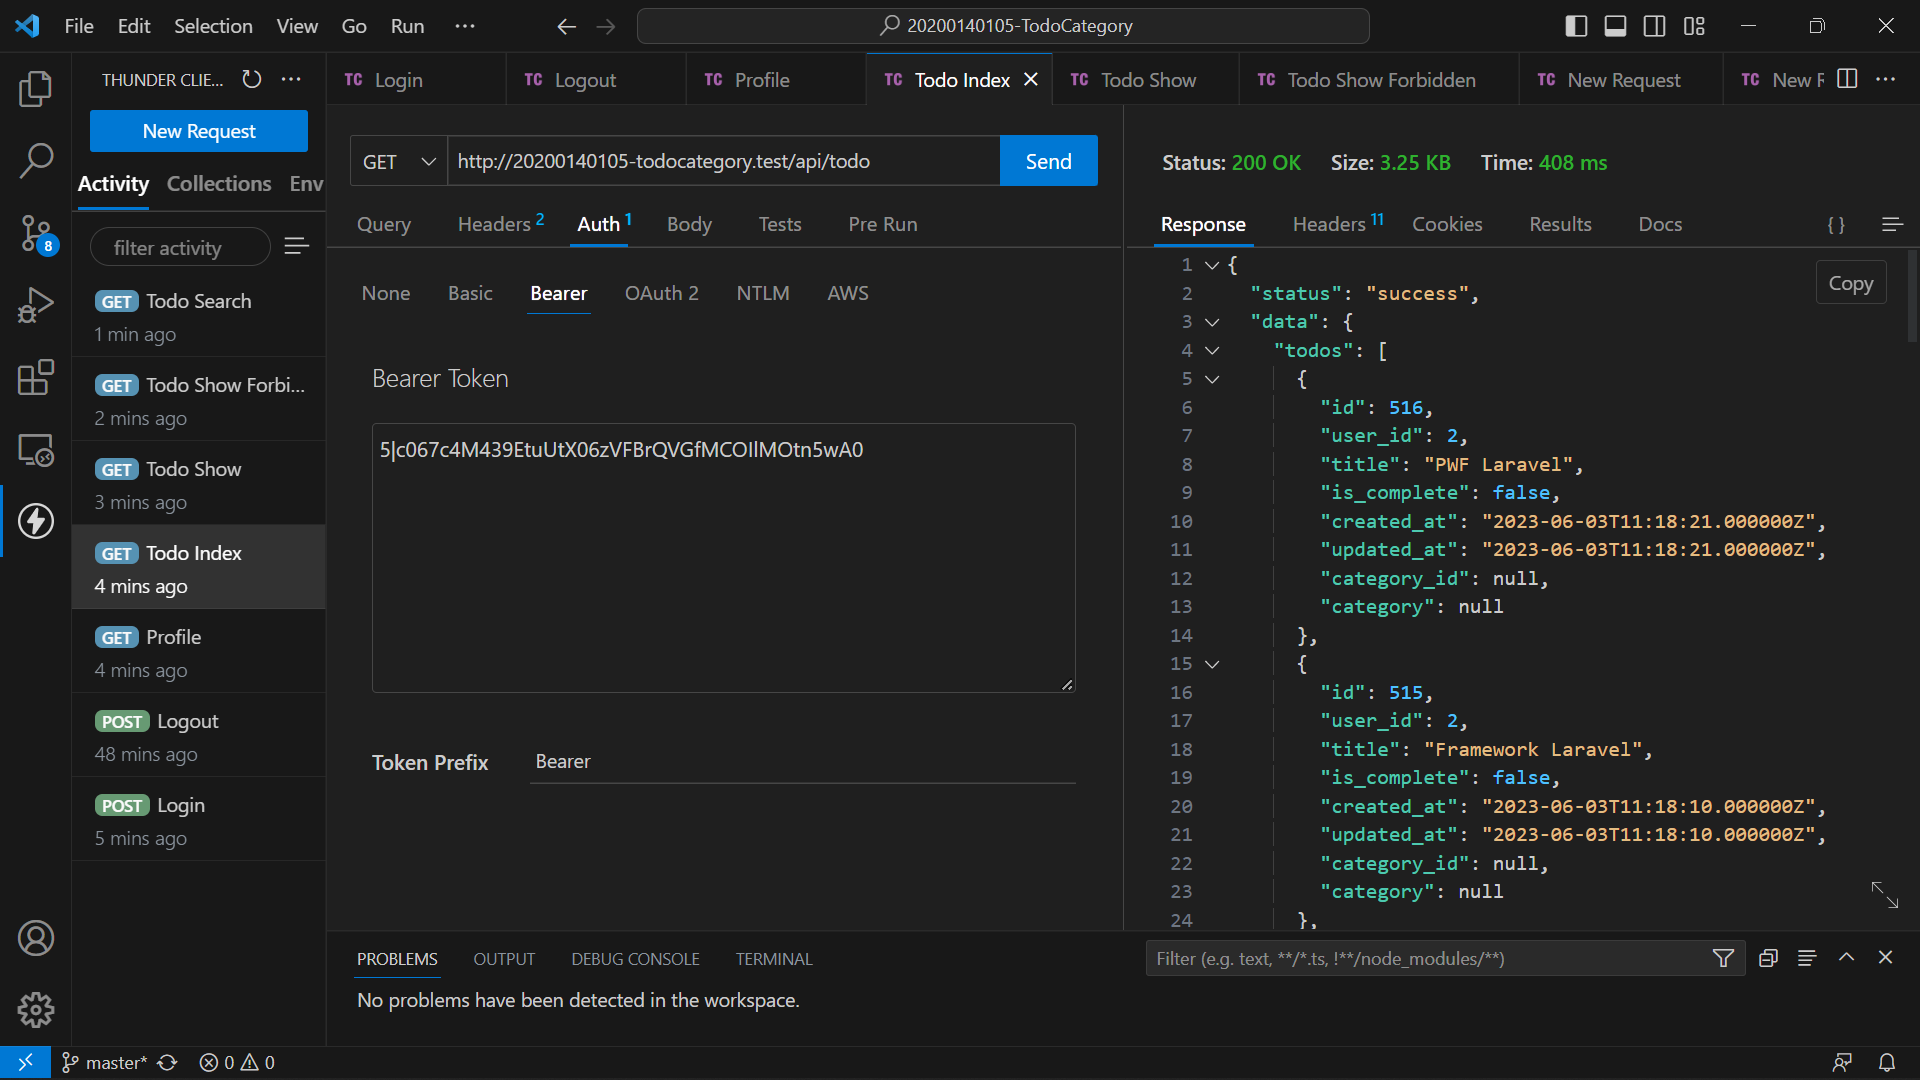 File Edit Selection View Go Run ···
20200140105-TodoCategory
THUNDER CLIE...
New Request
Activity Collections Env
filter activity
GET Todo Search
1 min ago
GET Todo Show Forbi...
2 mins ago
GET Todo Show
3 mins ago
GET Todo Index
4 mins ago
GET Profile
4 mins ago
POST Logout
48 mins ago
POST Login
5 mins ago
8
TC Login
TC Logout
TC Profile
TC Todo Index
TC Todo Show
TC Todo Show Forbidden
TC New Request
TC New R
GET http://20200140105-todocategory.test/api/todo Send
Query Headers 2 Auth 1 Body Tests Pre Run
None Basic Bearer OAuth 2 NTLM AWS
Bearer Token
5|c067c4M439EtuUtX06zVFBrQVGfMCOIlMOtn5wA0
Token Prefix Bearer
Status: 200 OK Size: 3.25 KB Time: 408 ms
Response Headers 11 Cookies Results Docs { }
Copy
1 {
2 "status": "success",
3 "data": {
4 "todos": [
5 {
6 "id": 516,
7 "user_id": 2,
8 "title": "PWF Laravel",
9 "is_complete": false,
10 "created_at": "2023-06-03T11:18:21.000000Z",
11 "updated_at": "2023-06-03T11:18:21.000000Z",
12 "category_id": null,
13 "category": null
14 },
15 {
16 "id": 515,
17 "user_id": 2,
18 "title": "Framework Laravel",
19 "is_complete": false,
20 "created_at": "2023-06-03T11:18:10.000000Z",
21 "updated_at": "2023-06-03T11:18:10.000000Z",
22 "category_id": null,
23 "category": null
24 },
PROBLEMS OUTPUT DEBUG CONSOLE TERMINAL
Filter (e.g. text, **/*.ts, !**/node_modules/**)
No problems have been detected in the workspace.
master* 0 0